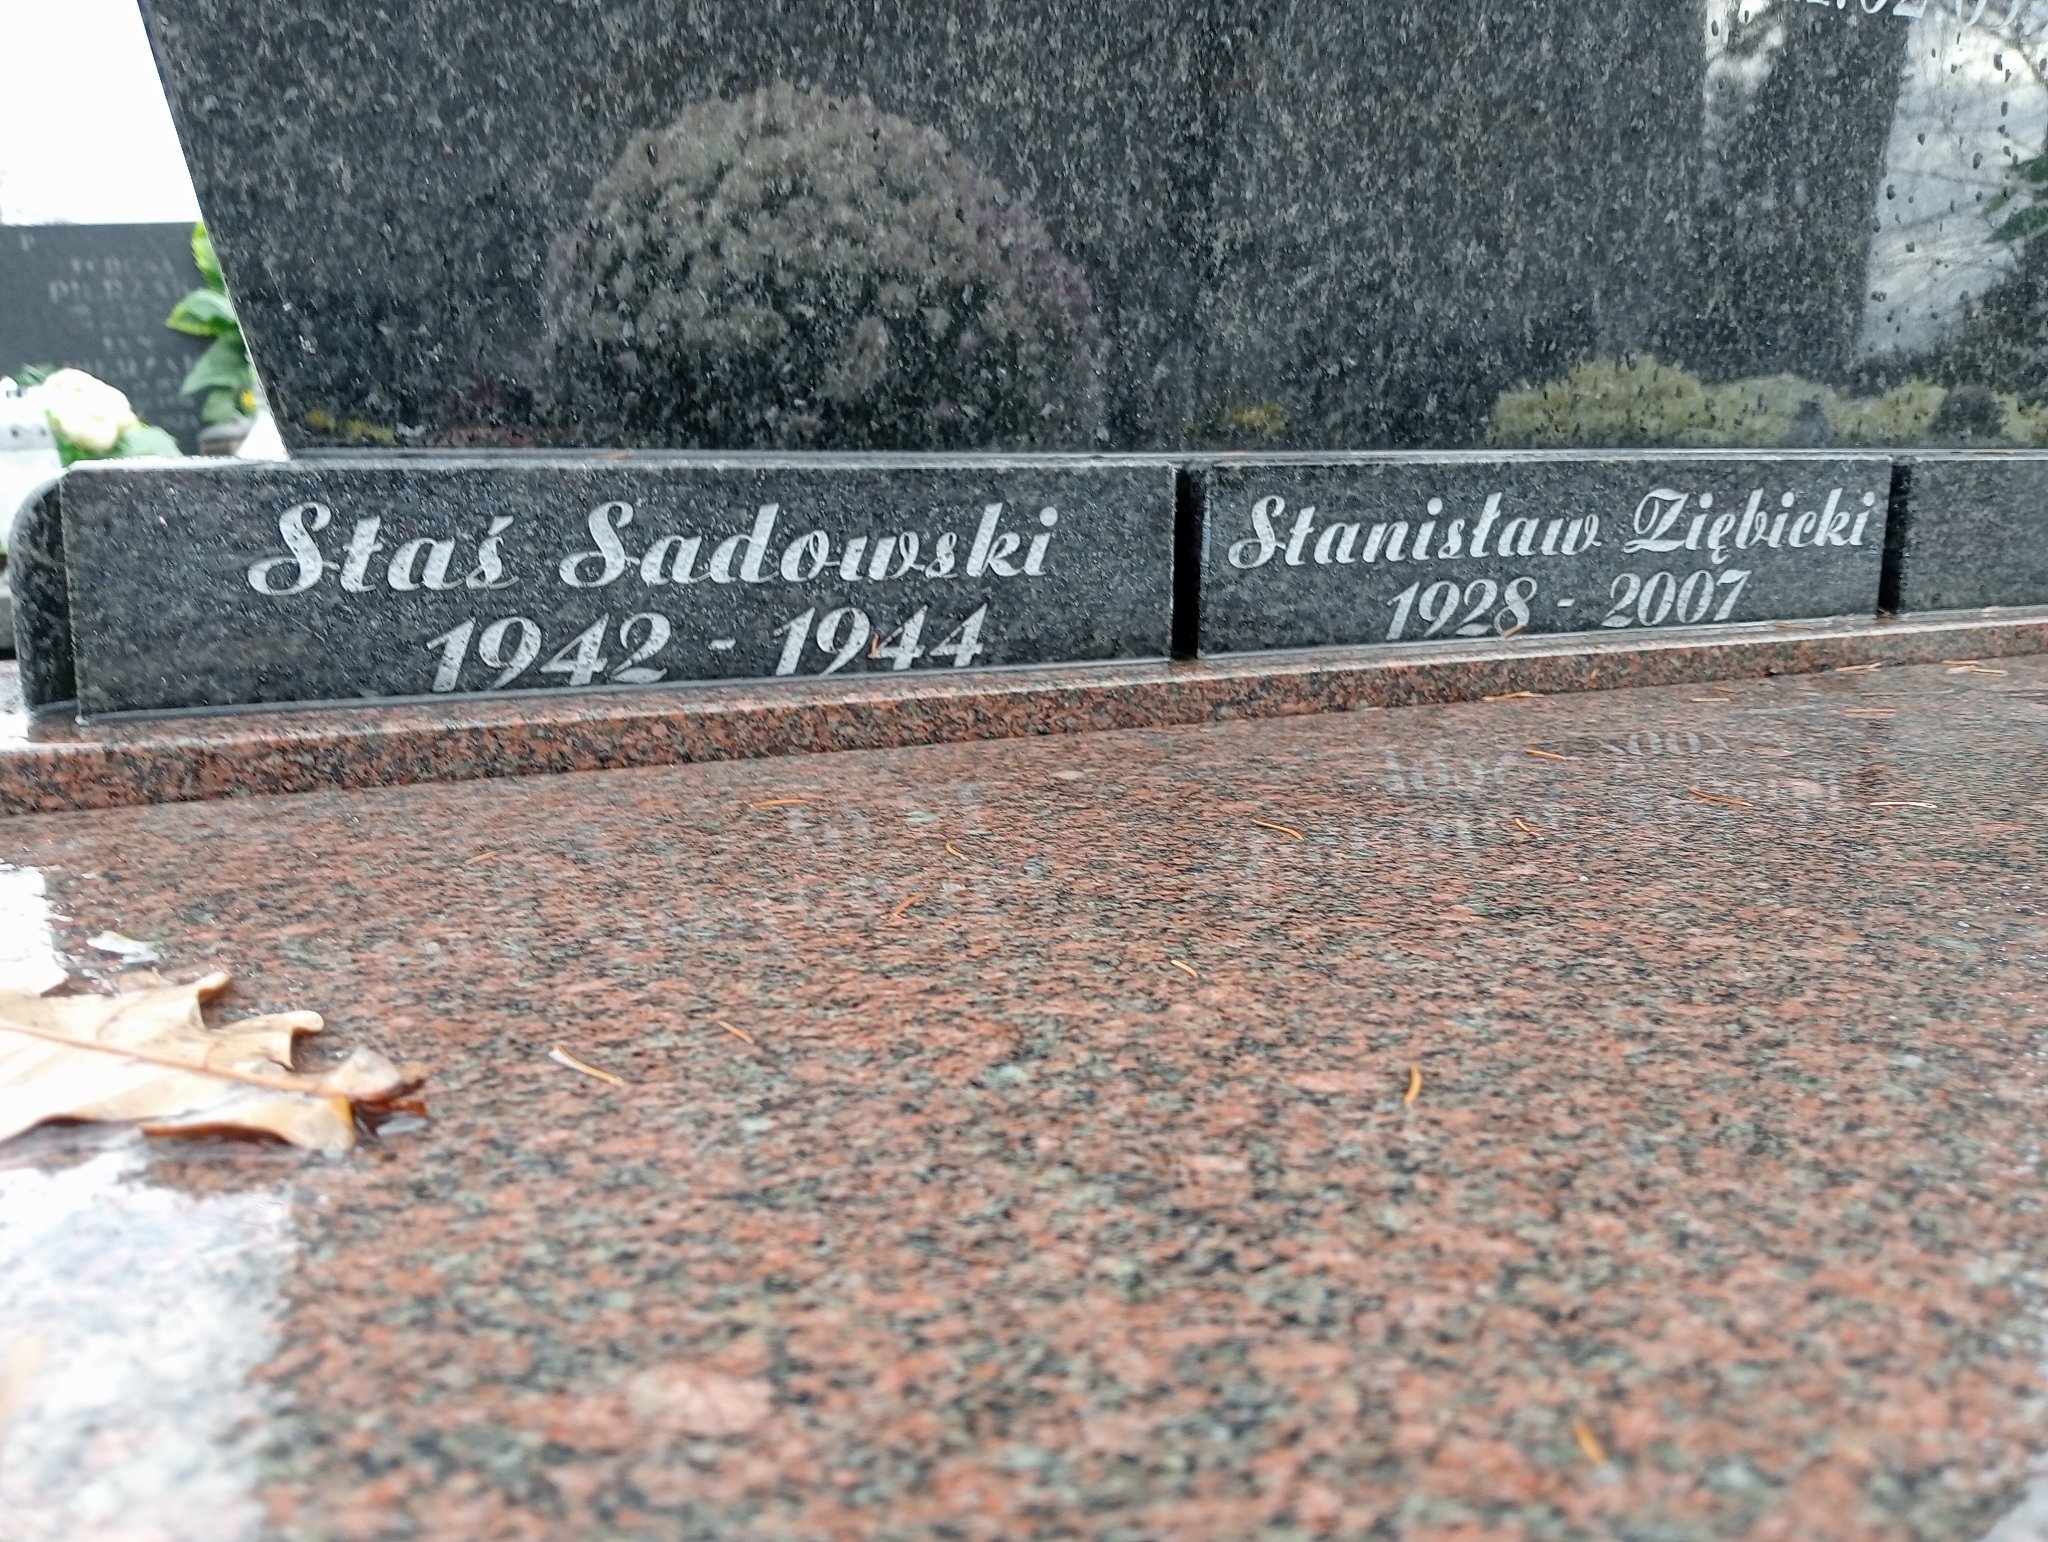 Staś Sadowski
1942 - 1944
Stanisław Ziębicki
1928 - 2007